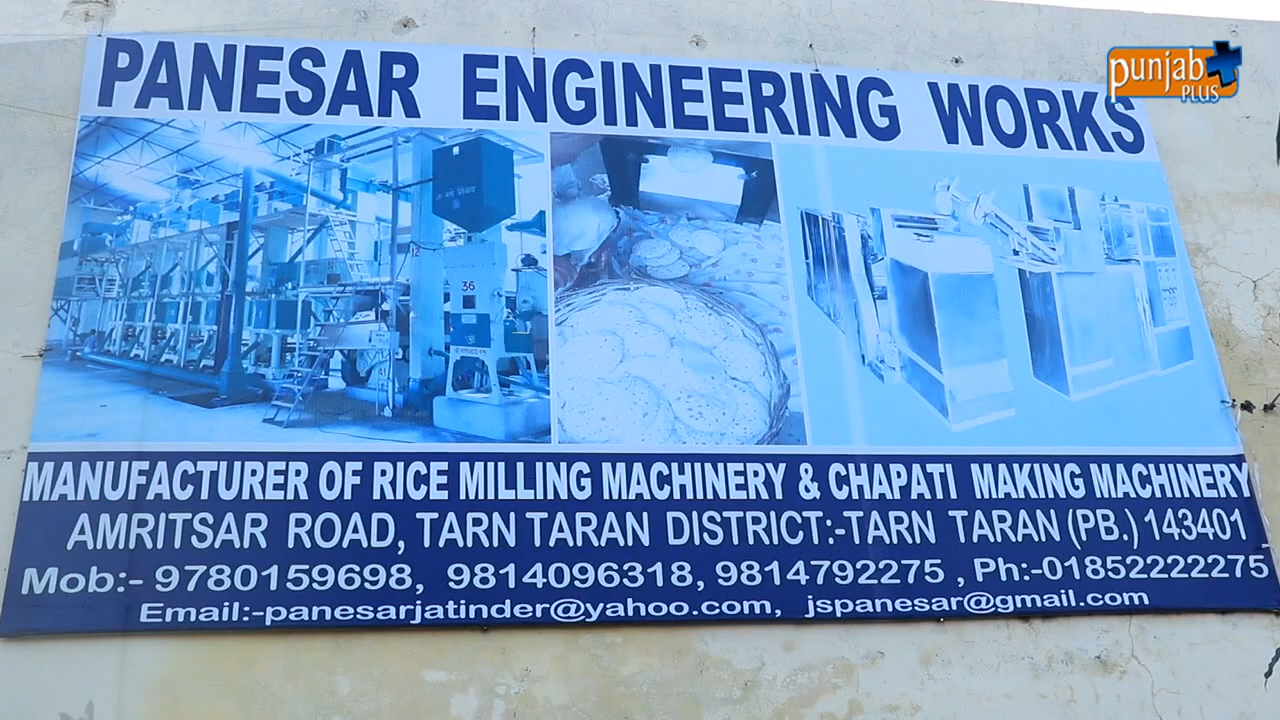 PANESAR ENGINEERING WORKS
punjab
PLUS
36
41
MANUFACTURER OF RICE MILLING MACHINERY & CHAPATI MAKING MACHINERY
AMRITSAR ROAD, TARN TARAN DISTRICT:-TARN TARAN (PB.) 143401
Mob:- 9780159698, 9814096318, 9814792275 , Ph:-01852222275
Email:-panesarjatinder@yahoo.com, jspanesar@gmail.com